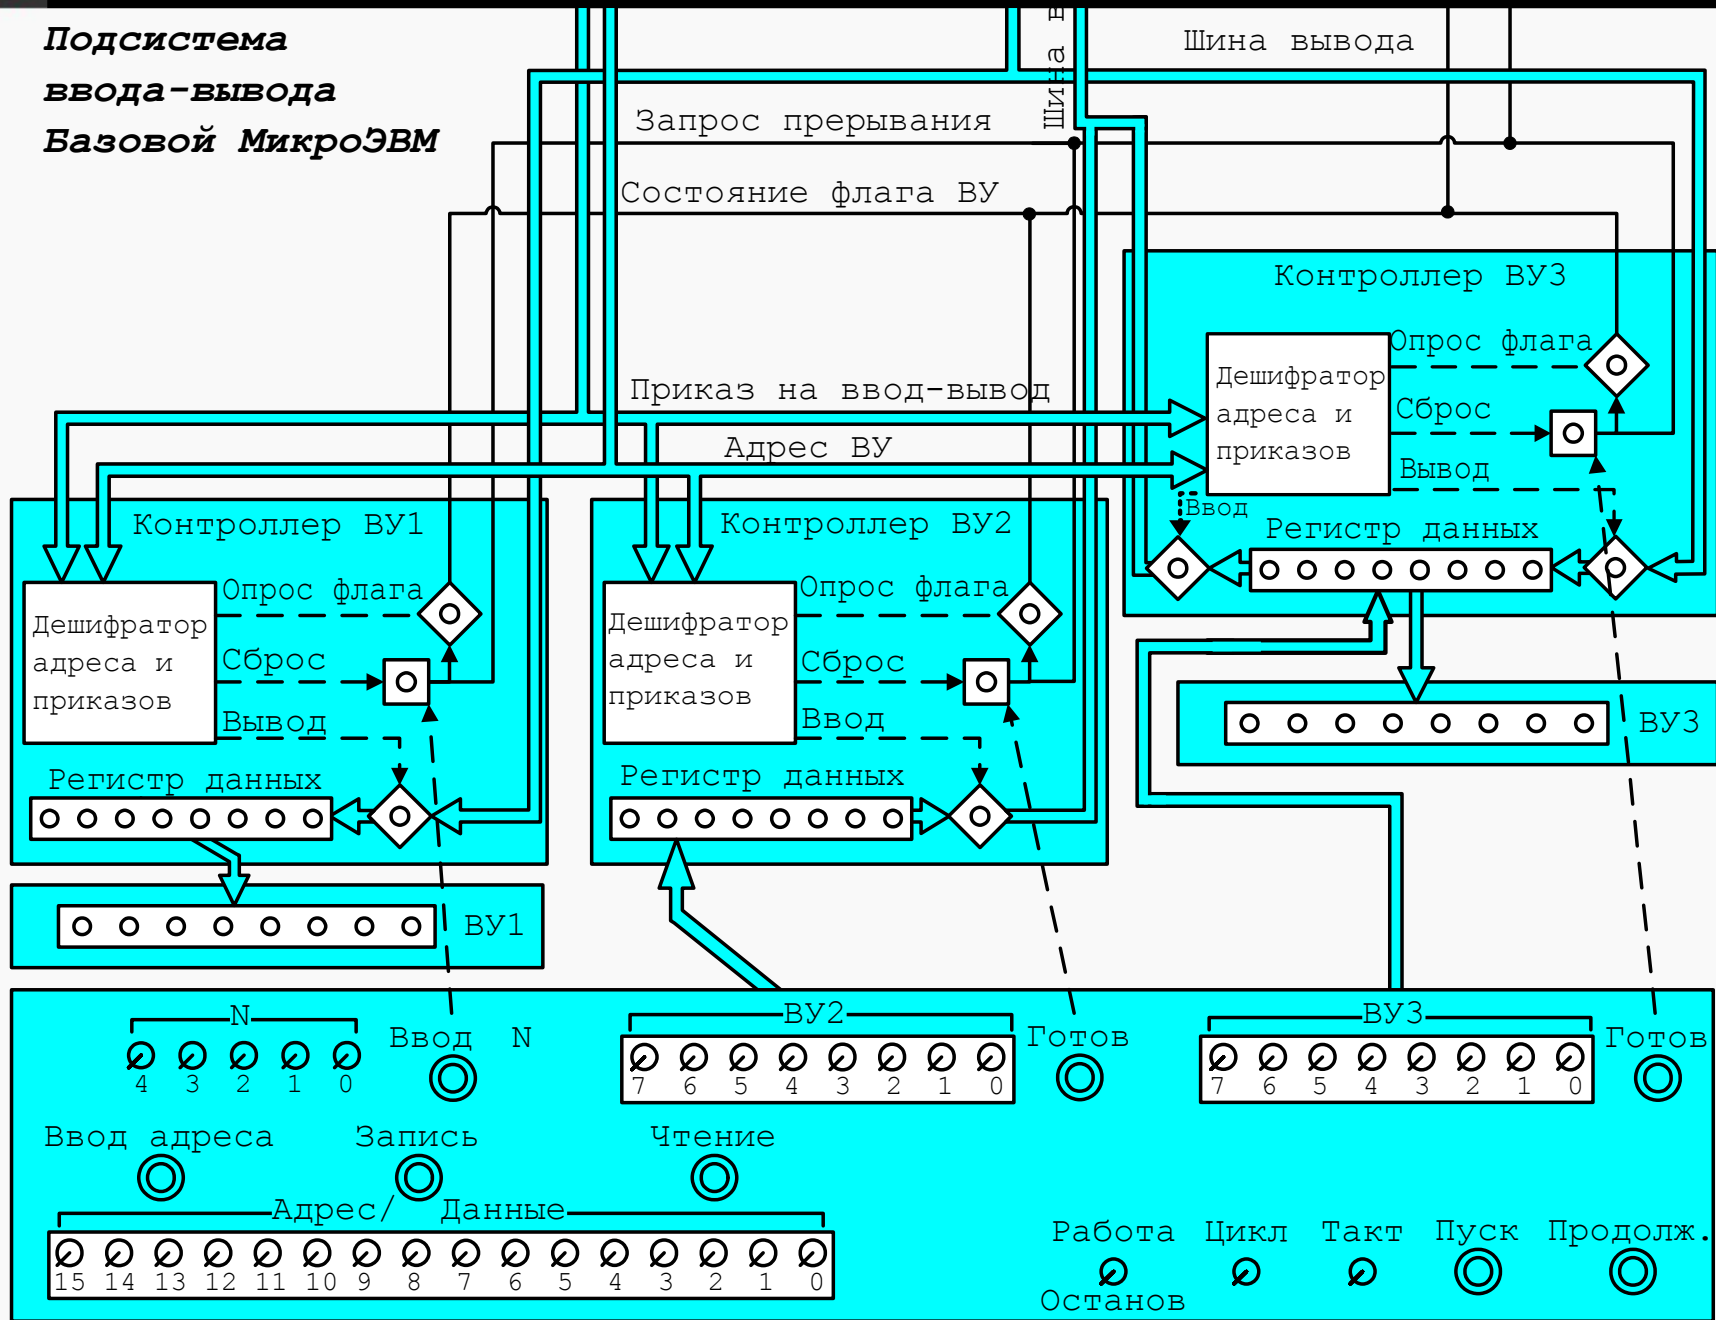 Подсистема
ввода-вывода
Базовой МикроЭВМ
Шина вывода
Шина
Запрос прерывания
Состояние флага ВУ
Приказ на ввод-вывод
Адрес ВУ
Контроллер ВУ3
Дешифратор
адреса и
приказов
Опрос флага
Сброс
Вывод
Ввод
Регистр данных
ВУ3
Контроллер ВУ1
Дешифратор
адреса и
приказов
Опрос флага
Сброс
Вывод
Регистр данных
ВУ1
Контроллер ВУ2
Дешифратор
адреса и
приказов
Опрос флага
Сброс
Ввод
Регистр данных
N
4 3 2 1 0
Ввод N
ВУ2
7 6 5 4 3 2 1 0
Готов
ВУ3
7 6 5 4 3 2 1 0
Готов
Ввод адреса
Запись
Чтение
Адрес/ Данные
15 14 13 12 11 10 9 8 7 6 5 4 3 2 1 0
Работа
Останов
Цикл
Такт
Пуск
Продолж.